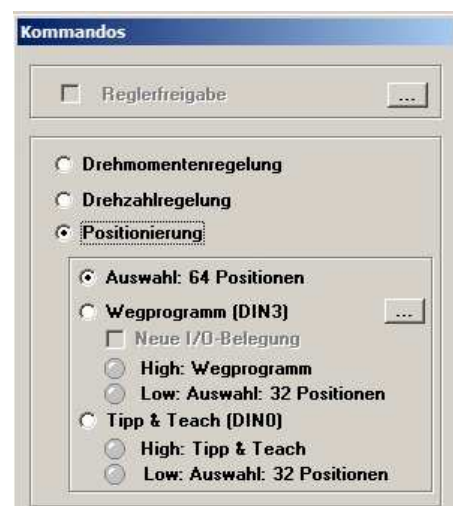 Kommandos
Reglerfreigabe ...
Drehmomentenregelung
Drehzahlregelung
Positionierung
Auswahl: 64 Positionen
Wegprogramm (DIN3) ...
Neue I/O-Belegung
High: Wegprogramm
Low: Auswahl: 32 Positionen
Tipp & Teach (DIN0)
High: Tipp & Teach
Low: Auswahl: 32 Positionen